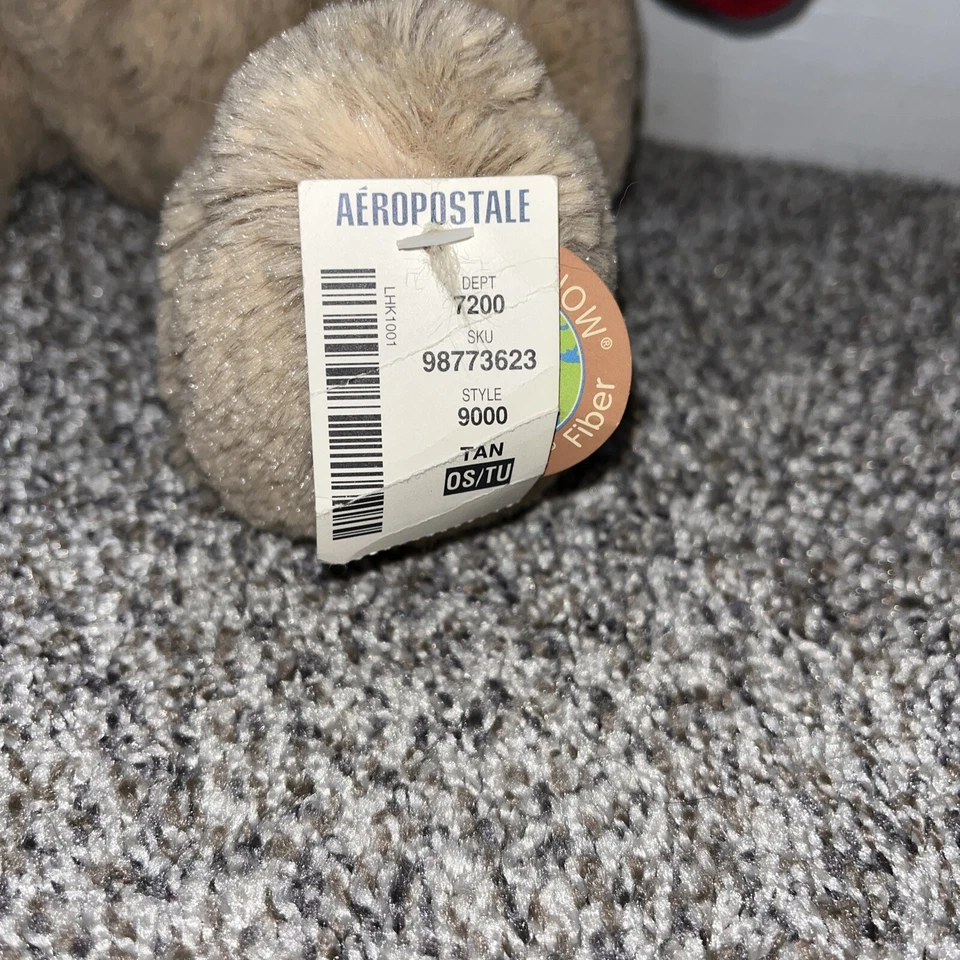 AÉROPOSTALE
LHK1001
DEPT
7200
SKU
98773623
STYLE
9000
TAN
OS/TU
Fiber